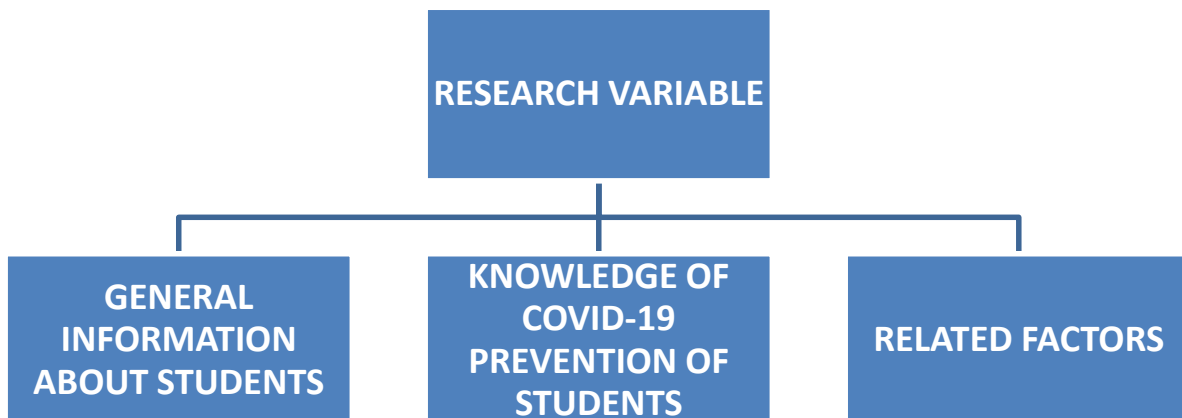 RESEARCH VARIABLE
GENERAL
INFORMATION
ABOUT STUDENTS
KNOWLEDGE OF
COVID-19
PREVENTION OF
STUDENTS
RELATED FACTORS